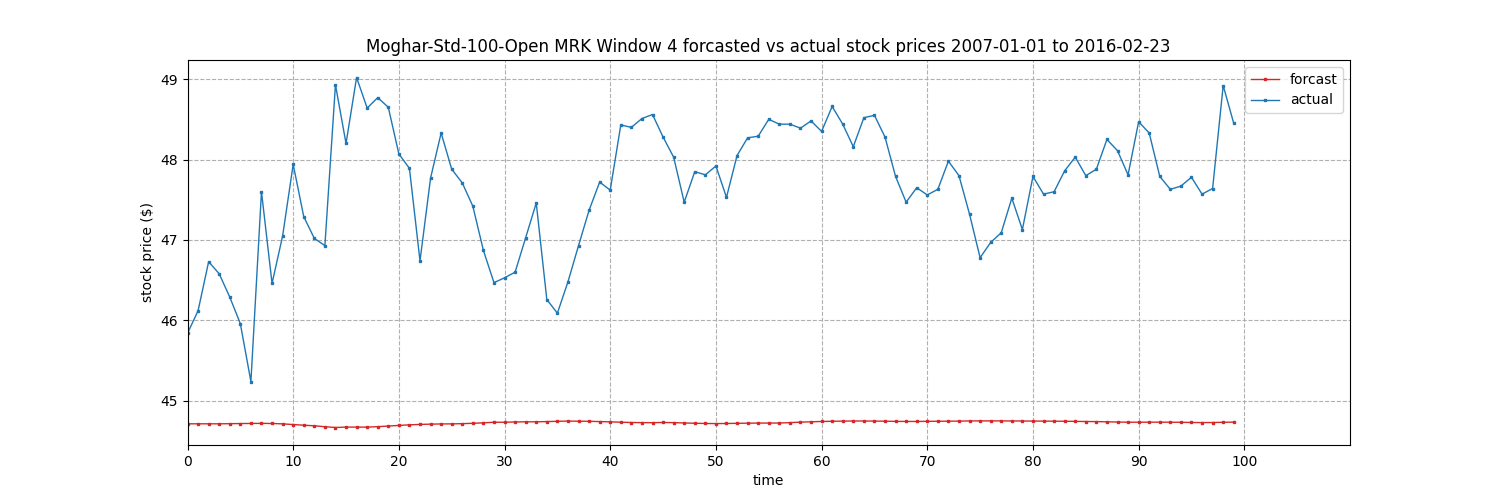 Moghar-Std-100-Open MRK Window 4 forcasted vs actual stock prices 2007-01-01 to 2016-02-23
forcast
actual
49
48
47
46
45
stock price ($)
0 10 20 30 40 50 60 70 80 90 100
time